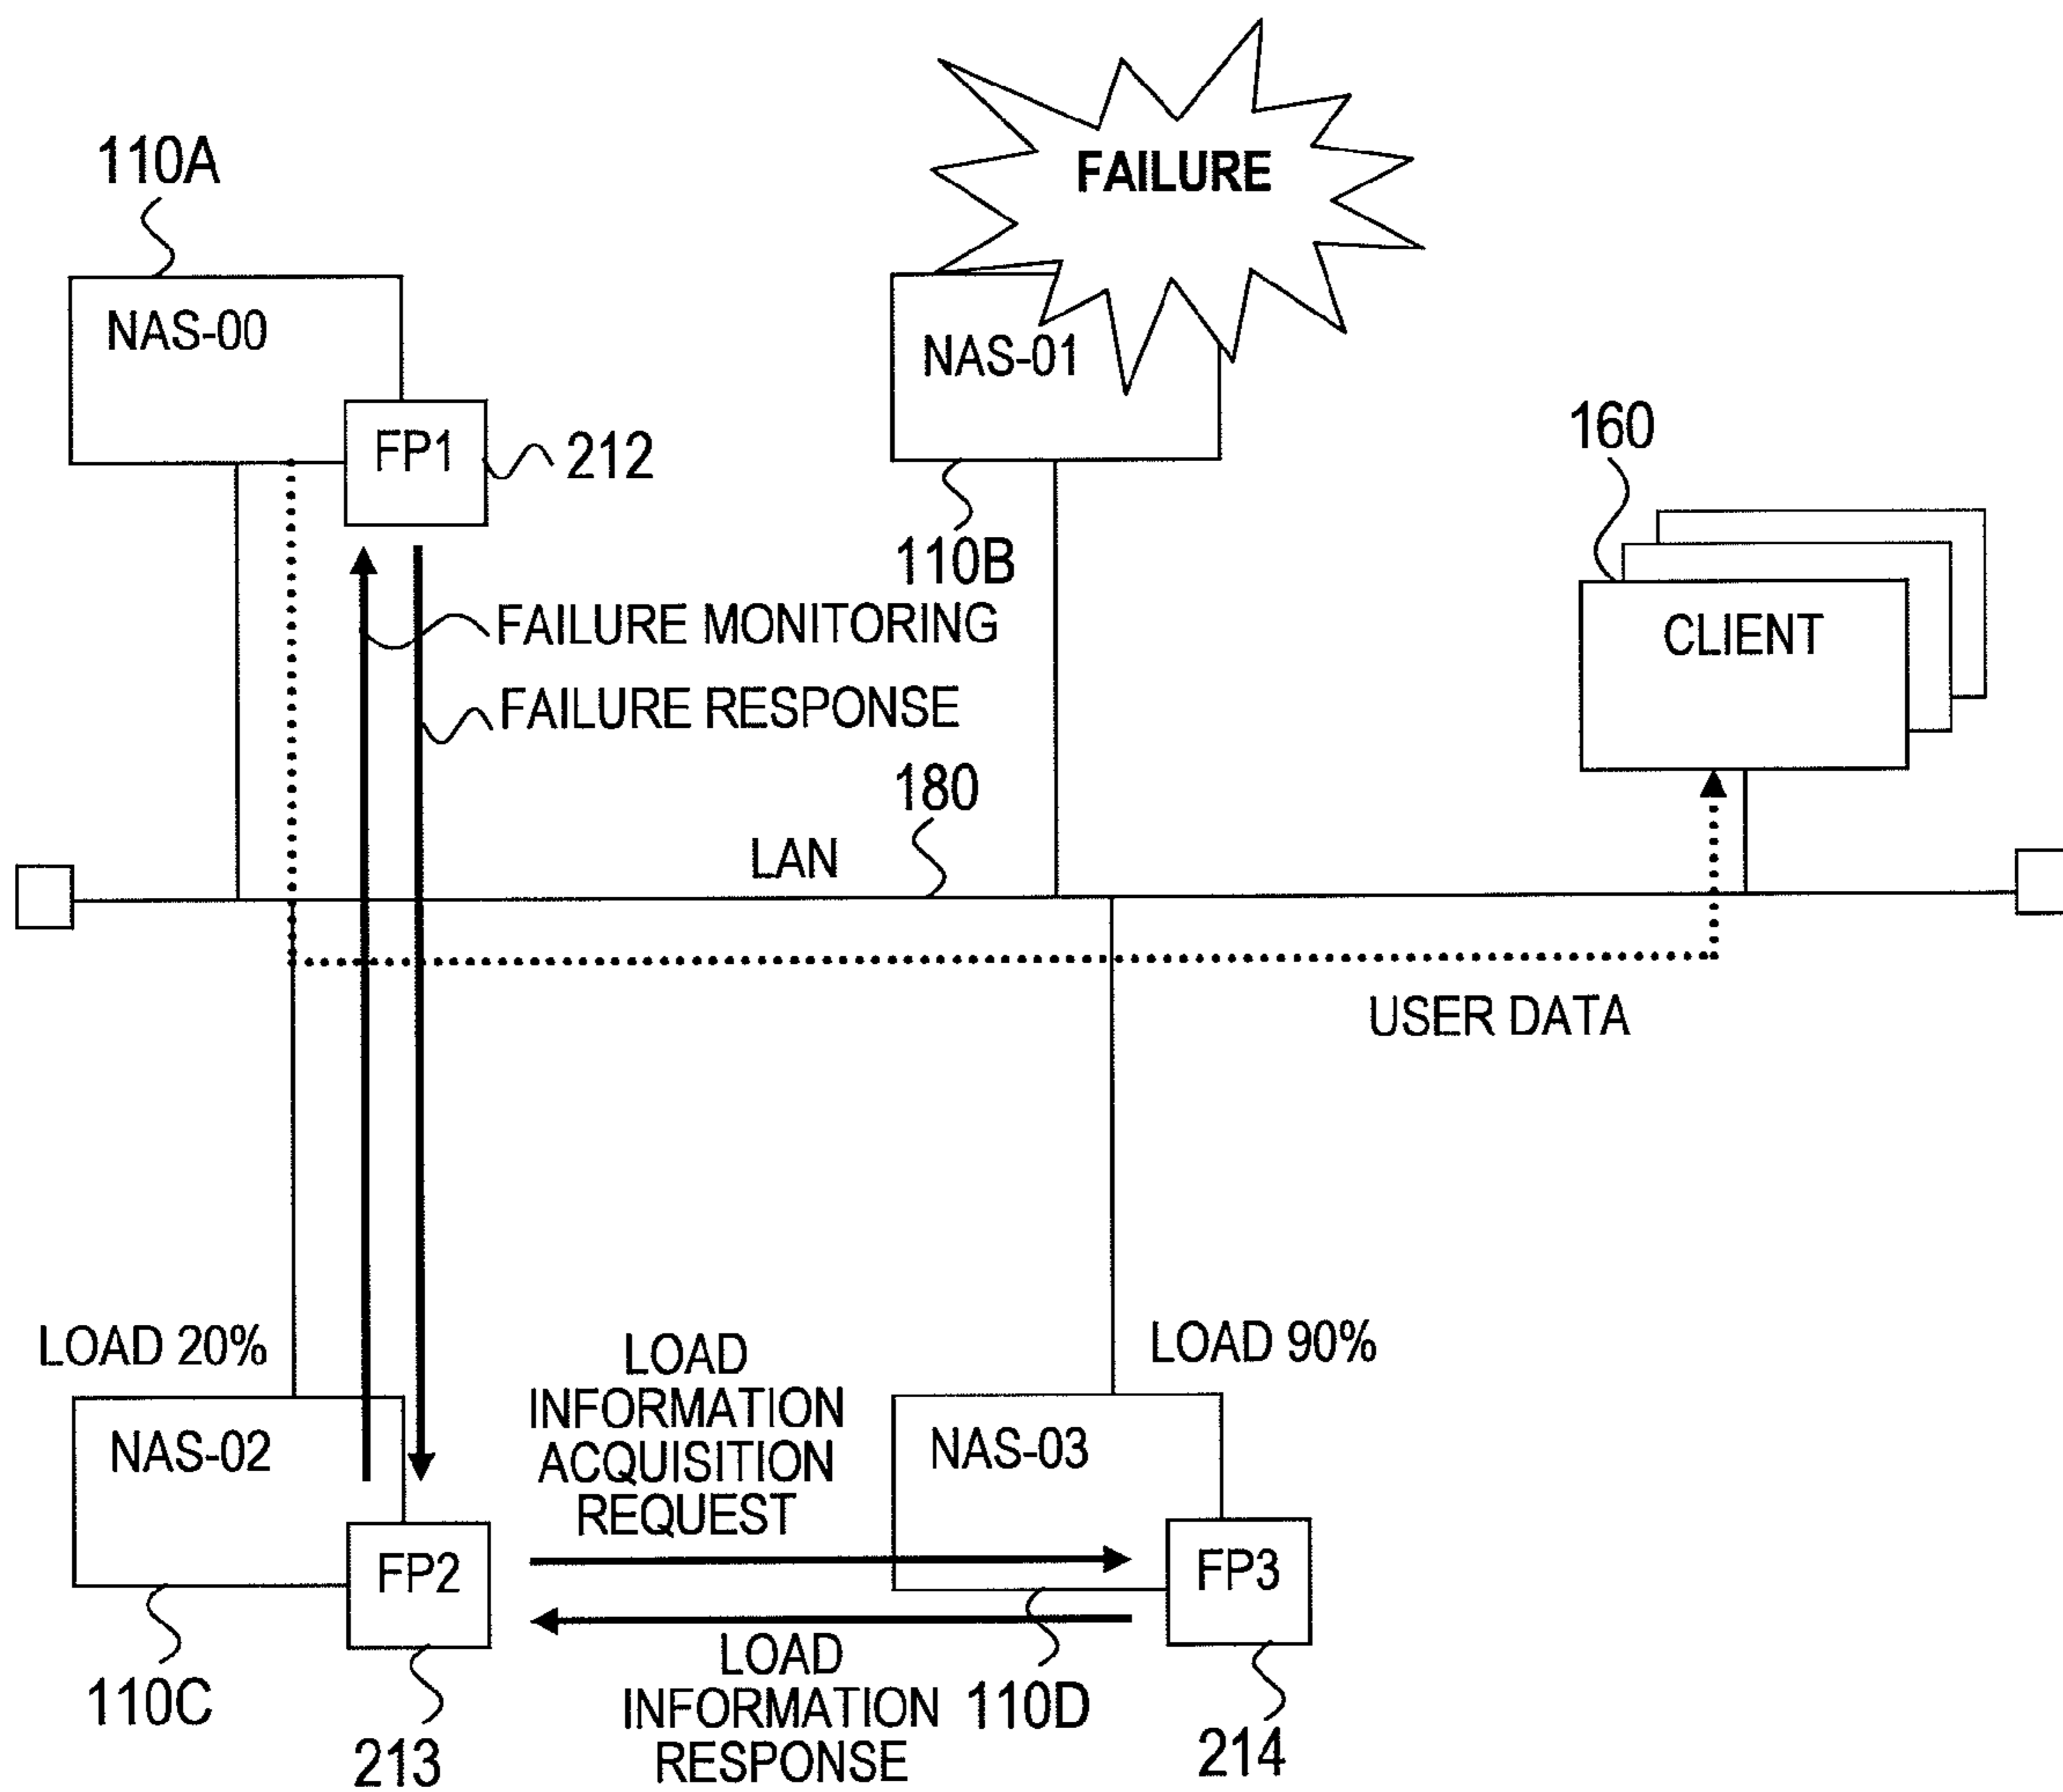 FAILURE
110A
NAS-00
NAS-01
FP1
212
160
110B
FAILURE MONITORING
CLIENT
FAILURE RESPONSE
180
LAN
USER DATA
LOAD 20%
LOAD
INFORMATION
ACQUISITION
REQUEST
LOAD 90%
NAS-02
NAS-03
FP2
FP3
LOAD
INFORMATION
RESPONSE
110C
110D
213
214